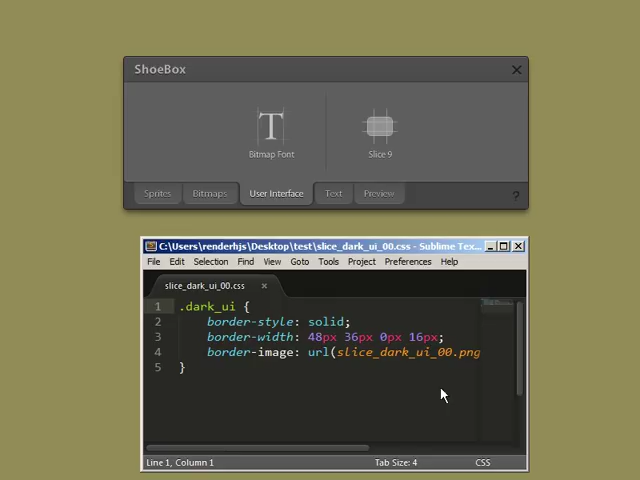 ShoeBox
Bitmap Font
Slice 9
Sprites Bitmaps User Interface Text Preview ?
C:\Users\renderhjs\Desktop\test\slice_dark_ui_00.css - Sublime Tex...
File Edit Selection Find View Goto Tools Project Preferences Help
slice_dark_ui_00.css
1 .dark_ui {
2 border-style: solid;
3 border-width: 48px 36px 0px 16px;
4 border-image: url(slice_dark_ui_00.png
5 }
Line 1, Column 1 Tab Size: 4 CSS